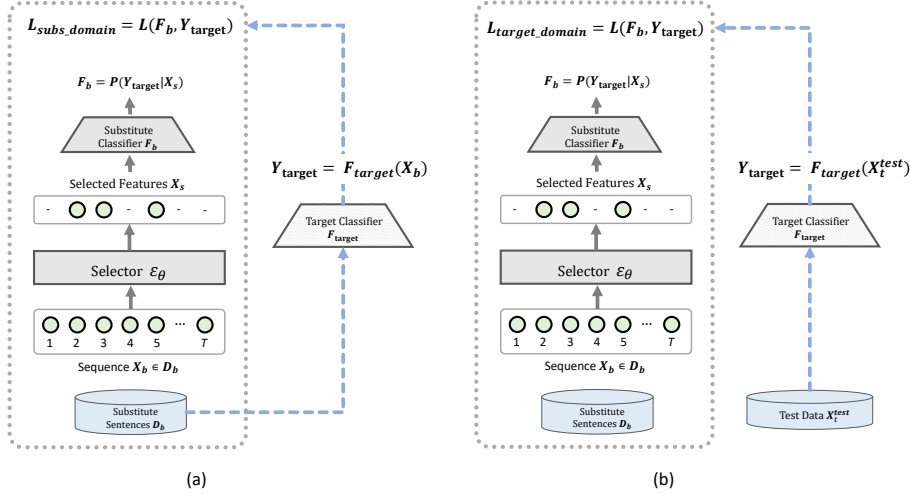 L_subs_domain = L(F_b, Y_target)
F_b = P(Y_target|X_s)
Substitute
Classifier F_b
Selected Features X_s
- - - -
Selector ℰ_θ
1 2 3 4 5 ... T
Sequence X_b ∈ D_b
Substitute
Sentences D_b
Y_target = F_target(X_b)
Target Classifier
F_target
(a)
L_target_domain = L(F_b, Y_target)
F_b = P(Y_target|X_s)
Substitute
Classifier F_b
Selected Features X_s
- - - -
Selector ℰ_θ
1 2 3 4 5 ... T
Sequence X_b ∈ D_b
Substitute
Sentences D_b
Y_target = F_target(X_t^test)
Target Classifier
F_target
Test Data X_t^test
(b)